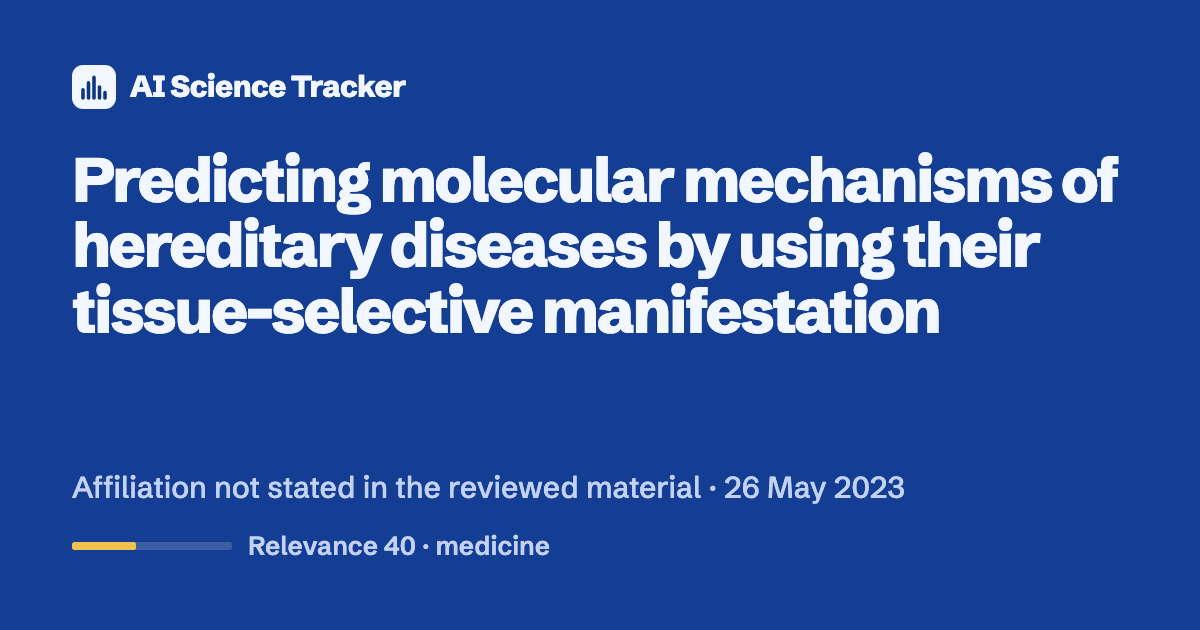 AI Science Tracker
Predicting molecular mechanisms of
hereditary diseases by using their
tissue-selective manifestation
Affiliation not stated in the reviewed material · 26 May 2023
Relevance 40 · medicine